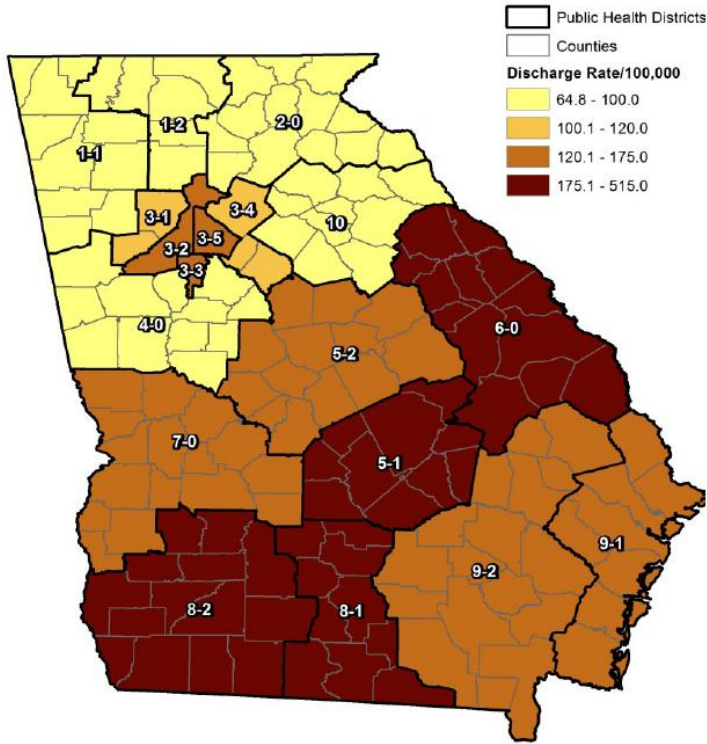 Public Health Districts
Counties
Discharge Rate/100,000
64.8 - 100.0
100.1 - 120.0
120.1 - 175.0
175.1 - 515.0
1-2
2-0
1-1
3-1
3-4
10
3-5
3-2
3-3
4-0
6-0
5-2
7-0
5-1
9-1
9-2
8-2
8-1